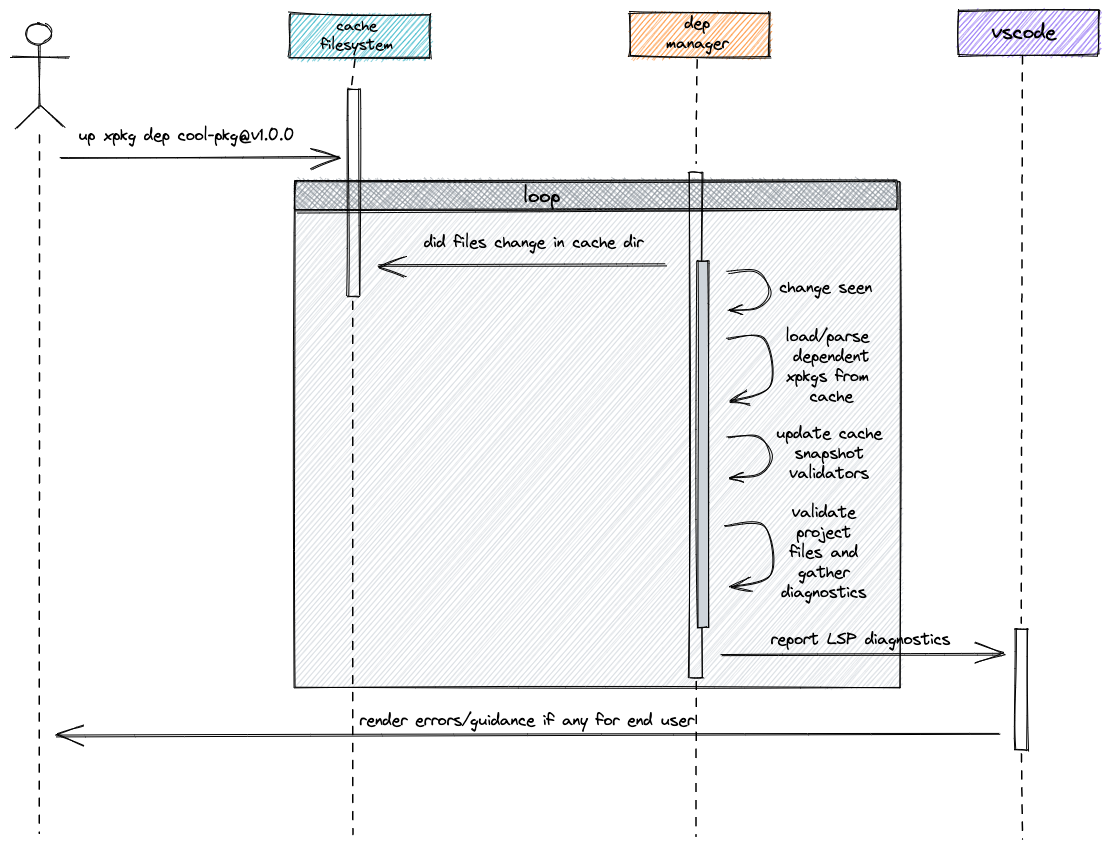 cache
filesystem
dep
manager
vscode
up xpkg dep cool-pkg@v1.0.0
loop
did files change in cache dir
change seen
load/parse
dependent
xpkgs from
cache
update cache
snapshot
validators
validate
project
files and
gather
diagnostics
report LSP diagnostics
render errors/guidance if any for end user